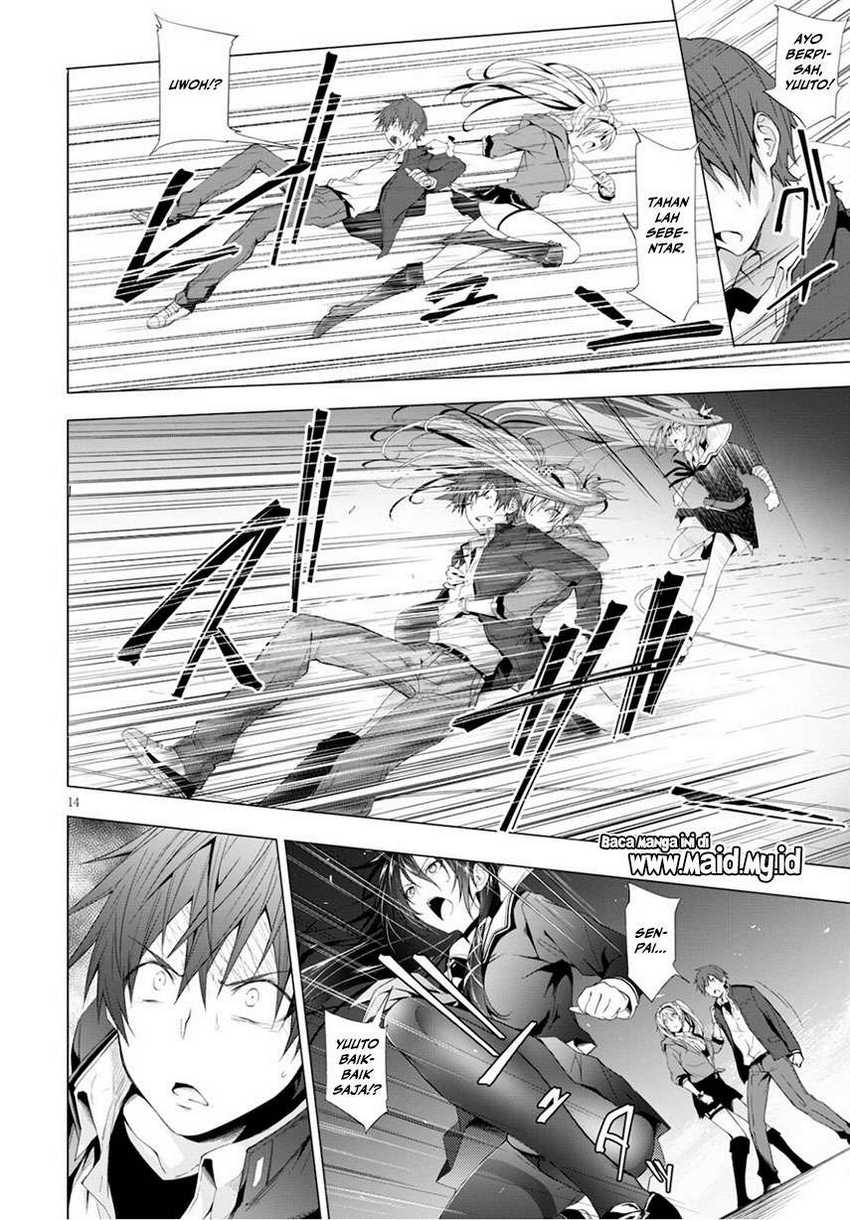 AYO
BERPI-
SAH,
YUUTO!
UWOH!?
TAHAN
LAH
SEBE-
NTAR.
14
Baca Manga ini di
www.Maid.My.id
SEN-
PAI...
YUUTO
BAIK-
BAIK
SAJA!?